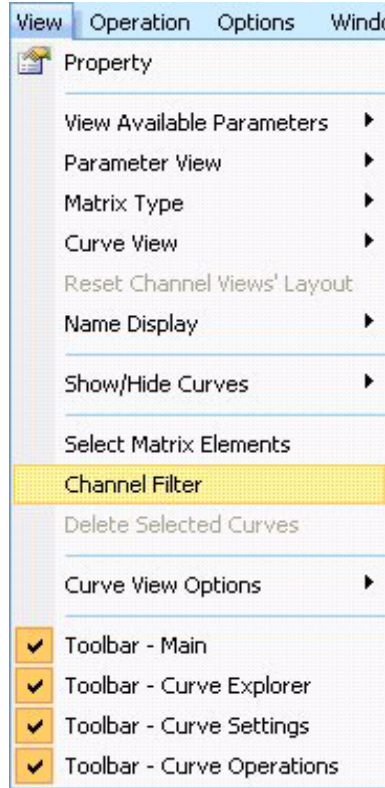 View Operation Options
Property
View Available Parameters
Parameter View
Matrix Type
Curve View
Reset Channel Views' Layout
Name Display
Show/Hide Curves
Select Matrix Elements
Channel Filter
Delete Selected Curves
Curve View Options
Toolbar - Main
Toolbar - Curve Explorer
Toolbar - Curve Settings
Toolbar - Curve Operations